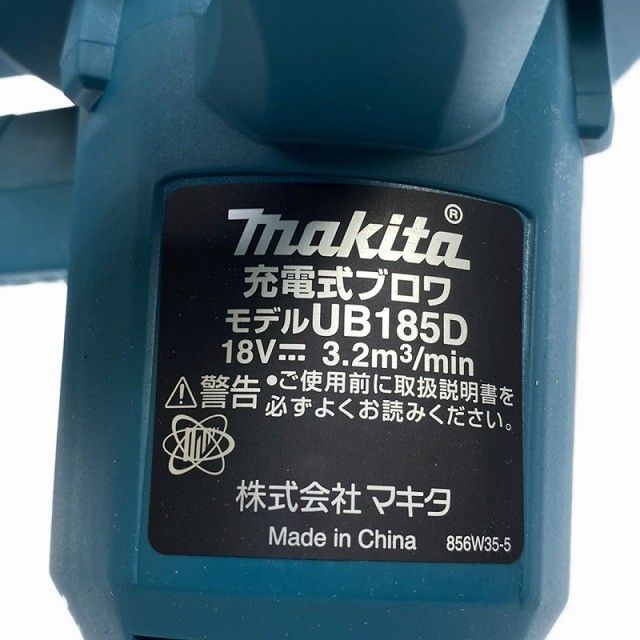 makita®
充電式ブロワ
モデルUB185D
18V⎓ 3.2m³/min
⚠警告 •ご使用前に取扱説明書を
必ずよくお読みください。
株式会社マキタ
Made in China 856W35-5